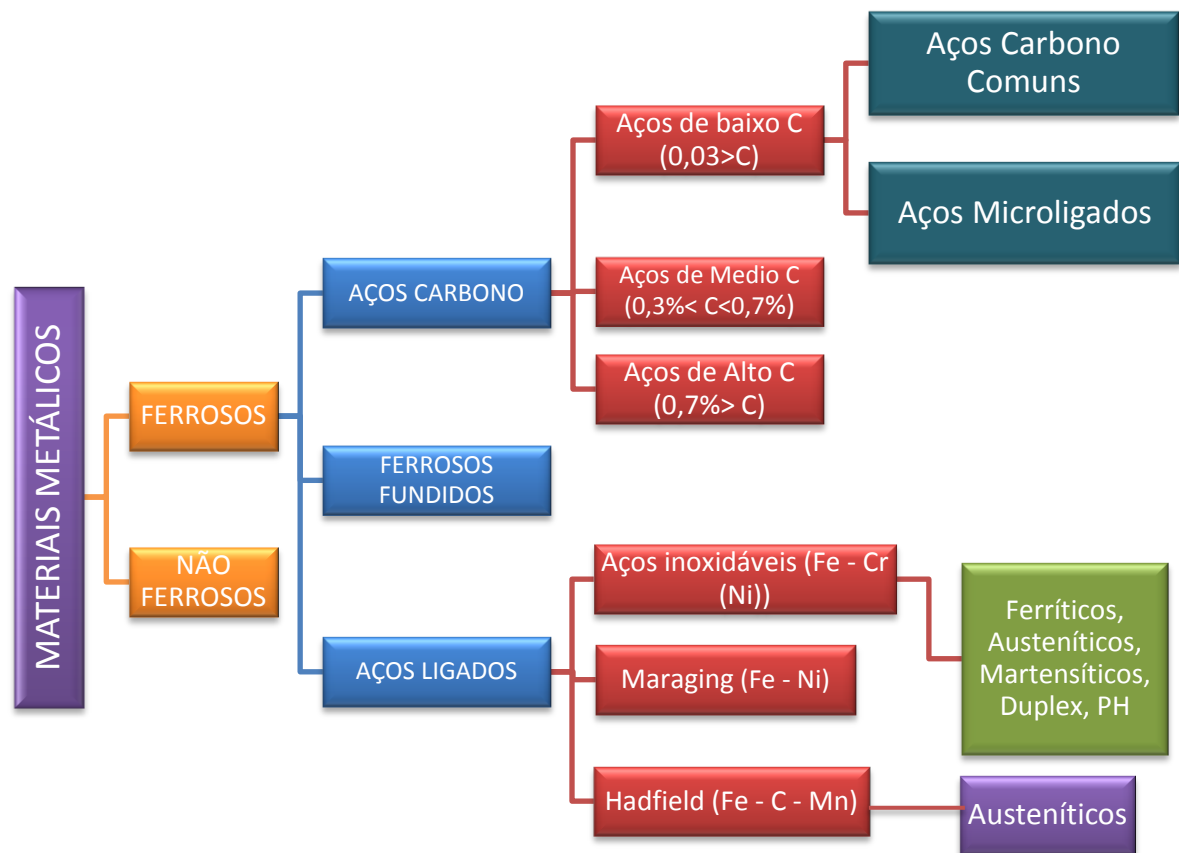 MATERIAIS METÁLICOS
FERROSOS
NÃO
FERROSOS
AÇOS CARBONO
FERROSOS
FUNDIDOS
AÇOS LIGADOS
Aços de baixo C
(0,03>C)
Aços de Medio C
(0,3%< C<0,7%)
Aços de Alto C
(0,7%> C)
Aços inoxidáveis (Fe - Cr
(Ni))
Maraging (Fe - Ni)
Hadfield (Fe - C - Mn)
Aços Carbono
Comuns
Aços Microligados
Ferríticos,
Austeníticos,
Martensíticos,
Duplex, PH
Austeníticos